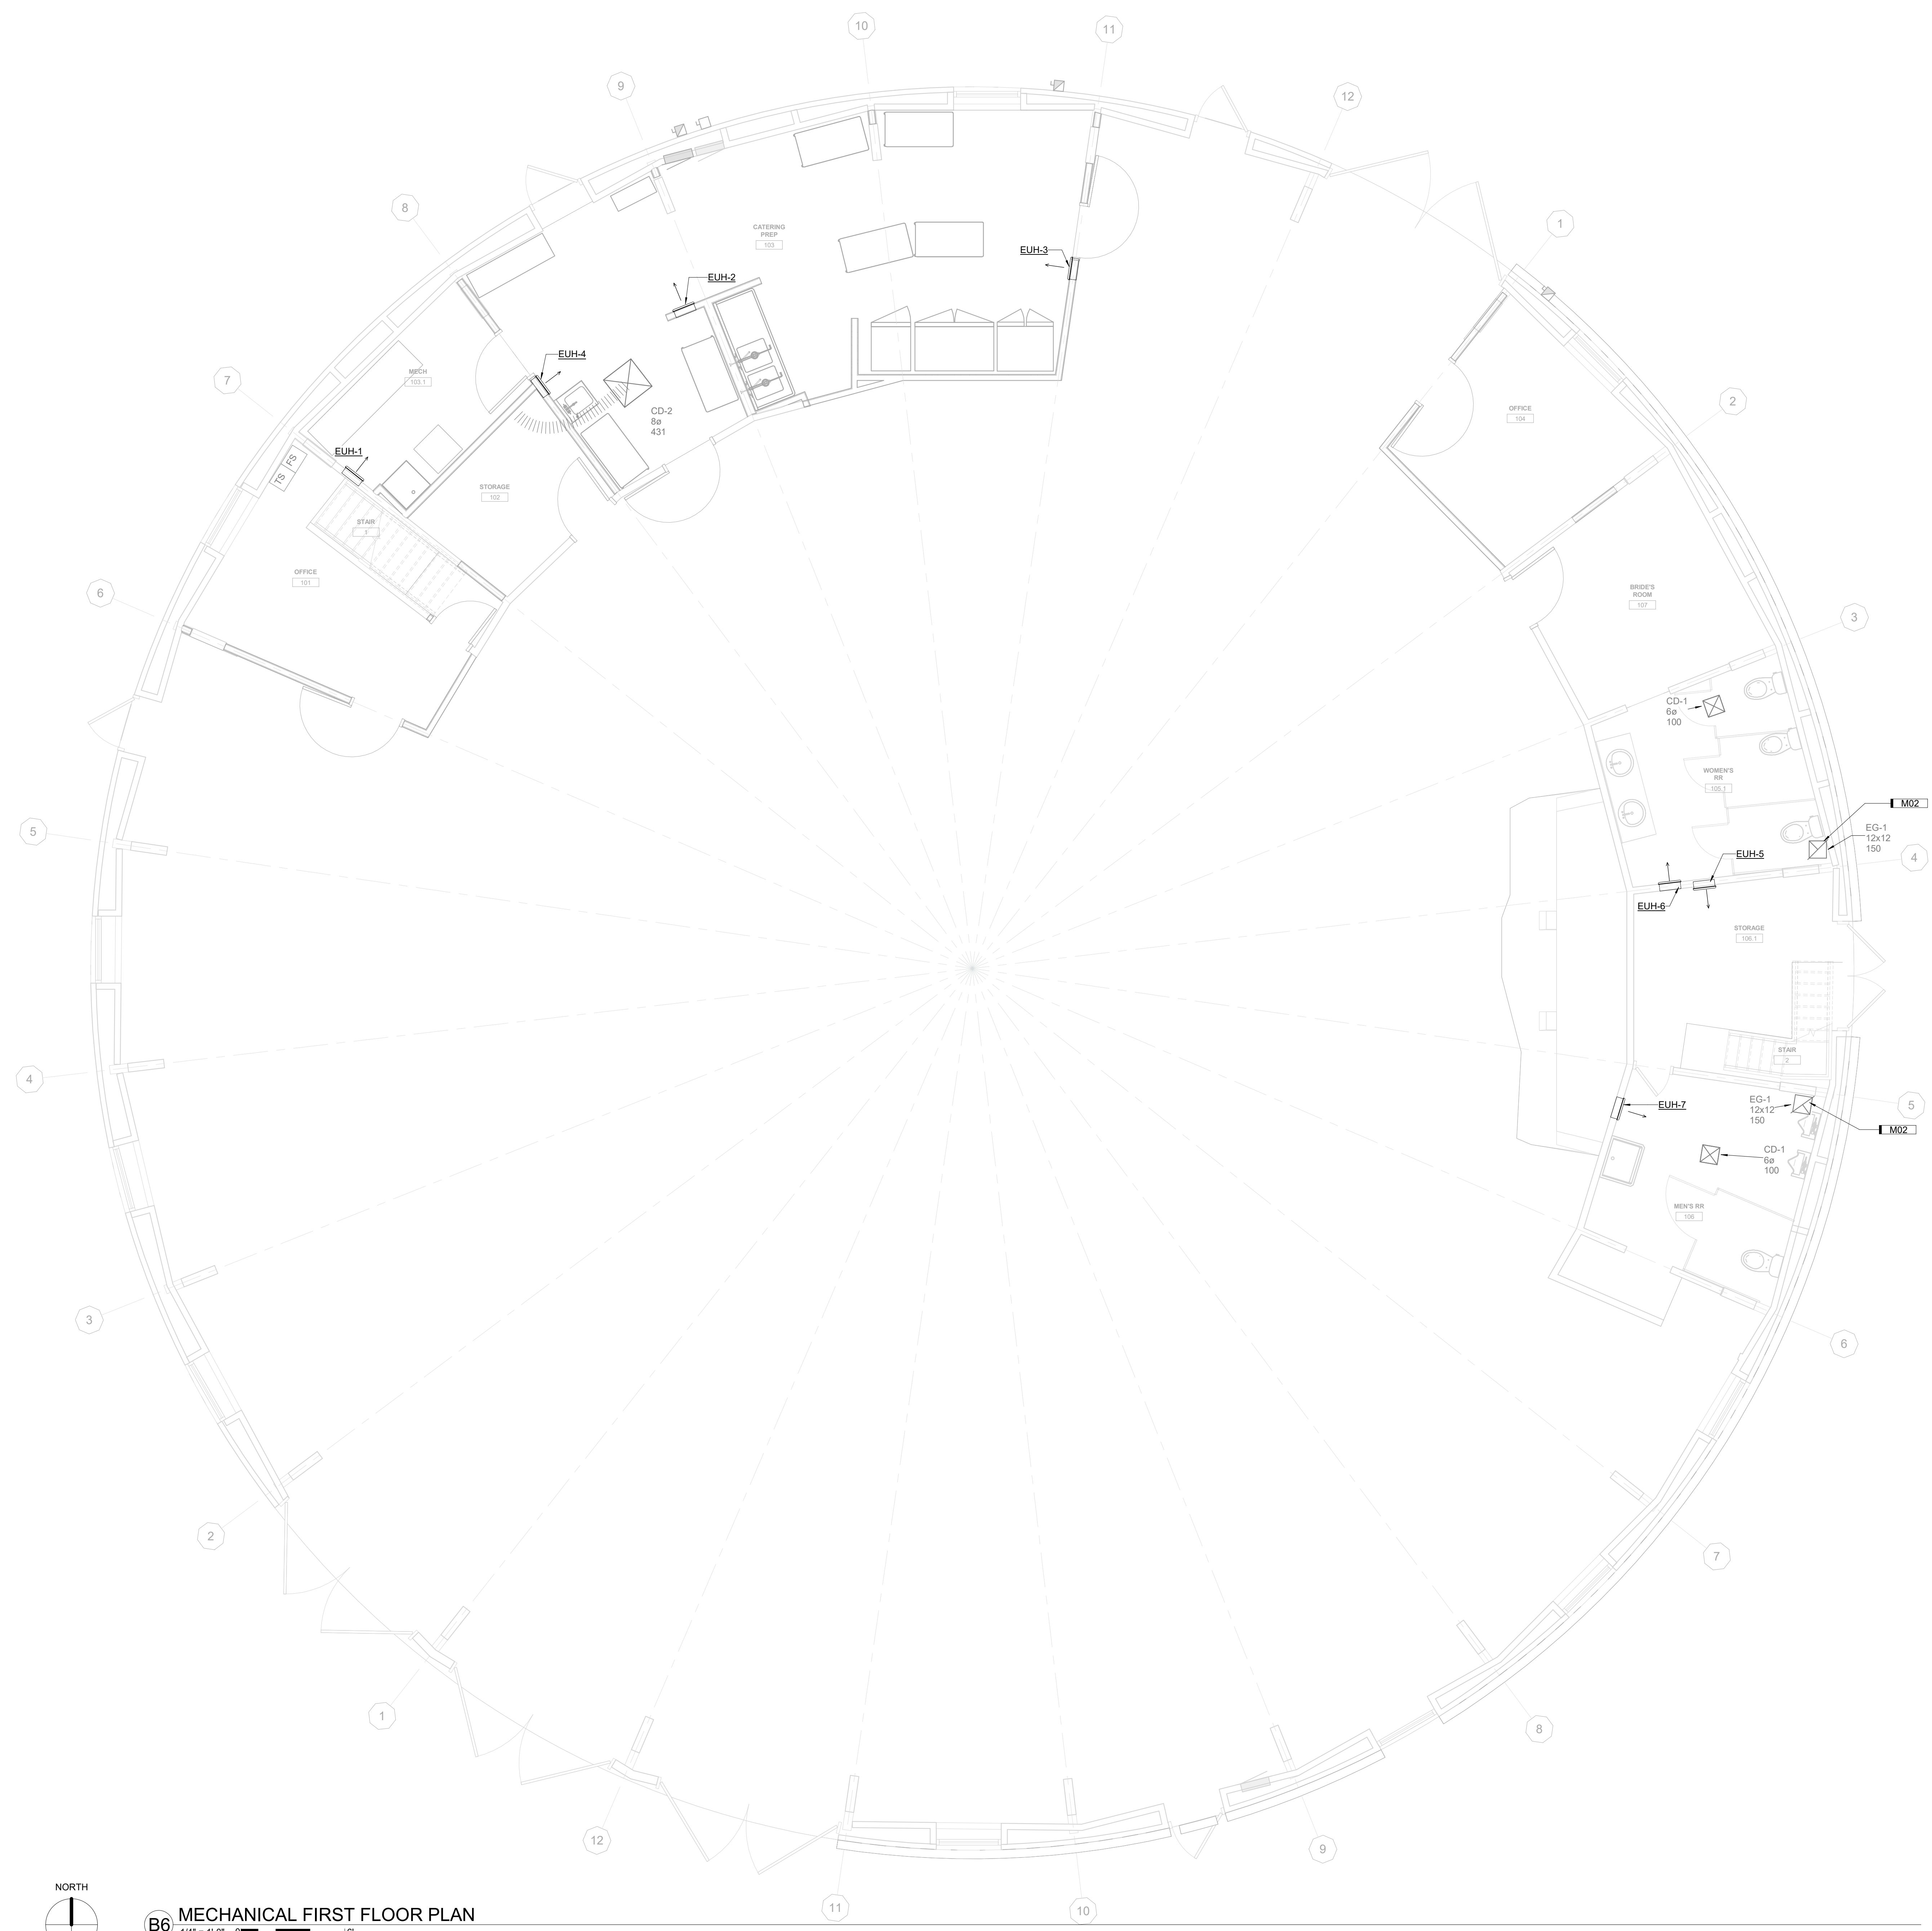 10
11
9
12
8
1
CATERING
PREP
103
EUH-3
EUH-2
EUH-4
7
MECH
103.1
CD-2
8ø
431
OFFICE
104
2
EUH-1
TS
FS
STORAGE
102
STAIR
OFFICE
101
6
BRIDE'S
ROOM
107
3
CD-1
6ø
100
WOMEN'S
RR
105.1
M02
EG-1
12x12
150
5
EUH-5
4
EUH-6
STORAGE
106.1
STAIR
2
4
EUH-7
EG-1
12x12
150
5
M02
CD-1
6ø
100
MEN'S RR
106
3
6
2
7
1
8
12
9
11
10
NORTH
B6
MECHANICAL FIRST FLOOR PLAN